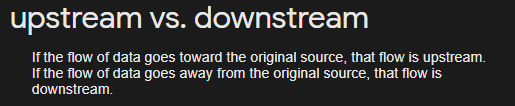 upstream vs. downstream
If the flow of data goes toward the original source, that flow is upstream.
If the flow of data goes away from the original source, that flow is
downstream.